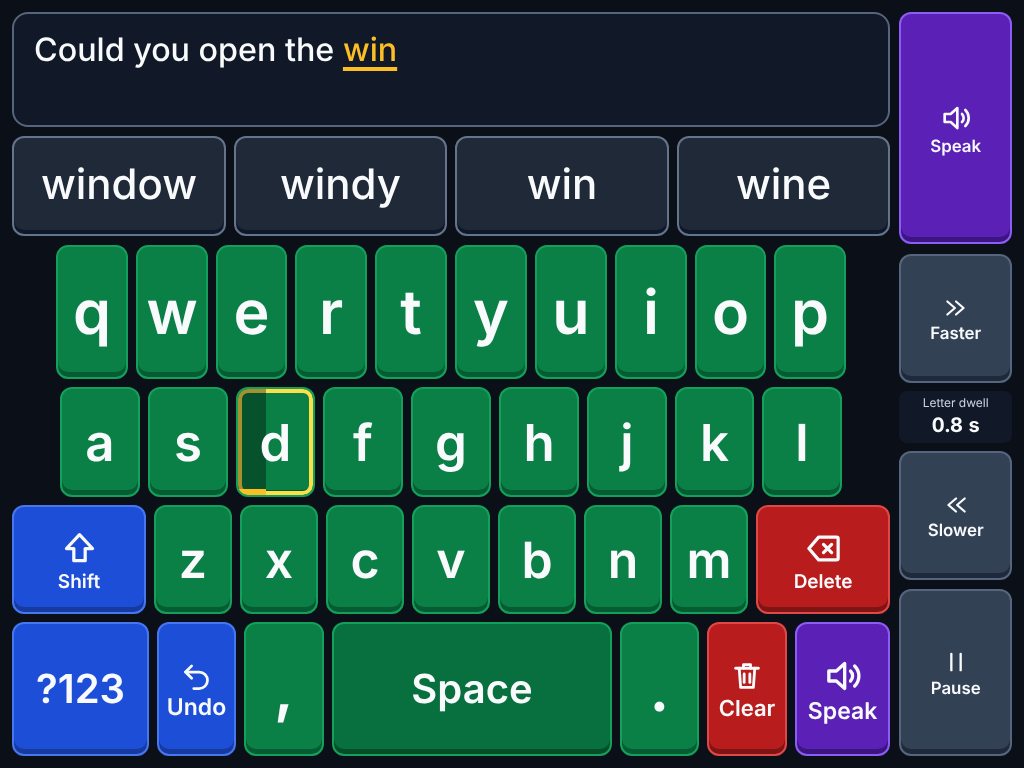 Could you open the win
Speak
window windy win wine
q w e r t y u i o p
Faster
a s d f g h j k l
Letter dwell
0.8 s
Slower
Shift z x c v b n m Delete
?123 Undo , Space . Clear Speak
Pause